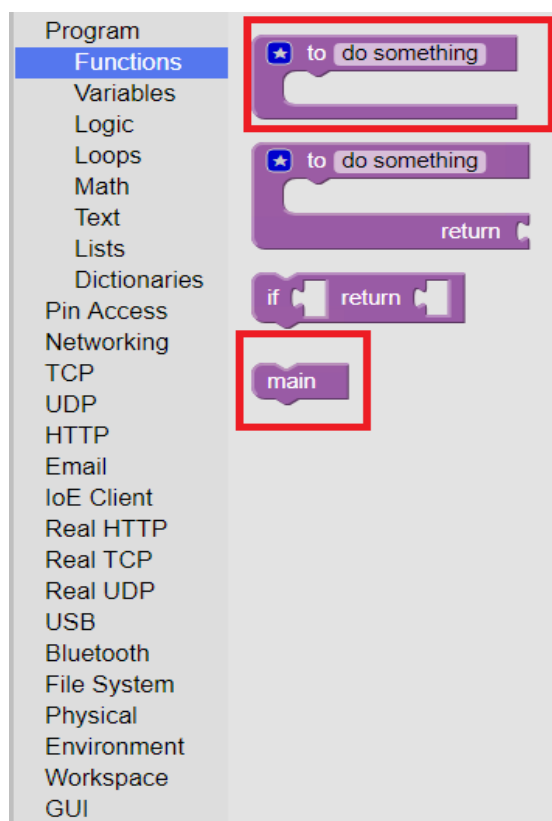 Program
Functions
Variables
Logic
Loops
Math
Text
Lists
Dictionaries
Pin Access
Networking
TCP
UDP
HTTP
Email
IoE Client
Real HTTP
Real TCP
Real UDP
USB
Bluetooth
File System
Physical
Environment
Workspace
GUI
to do something
to do something
return
if return
main